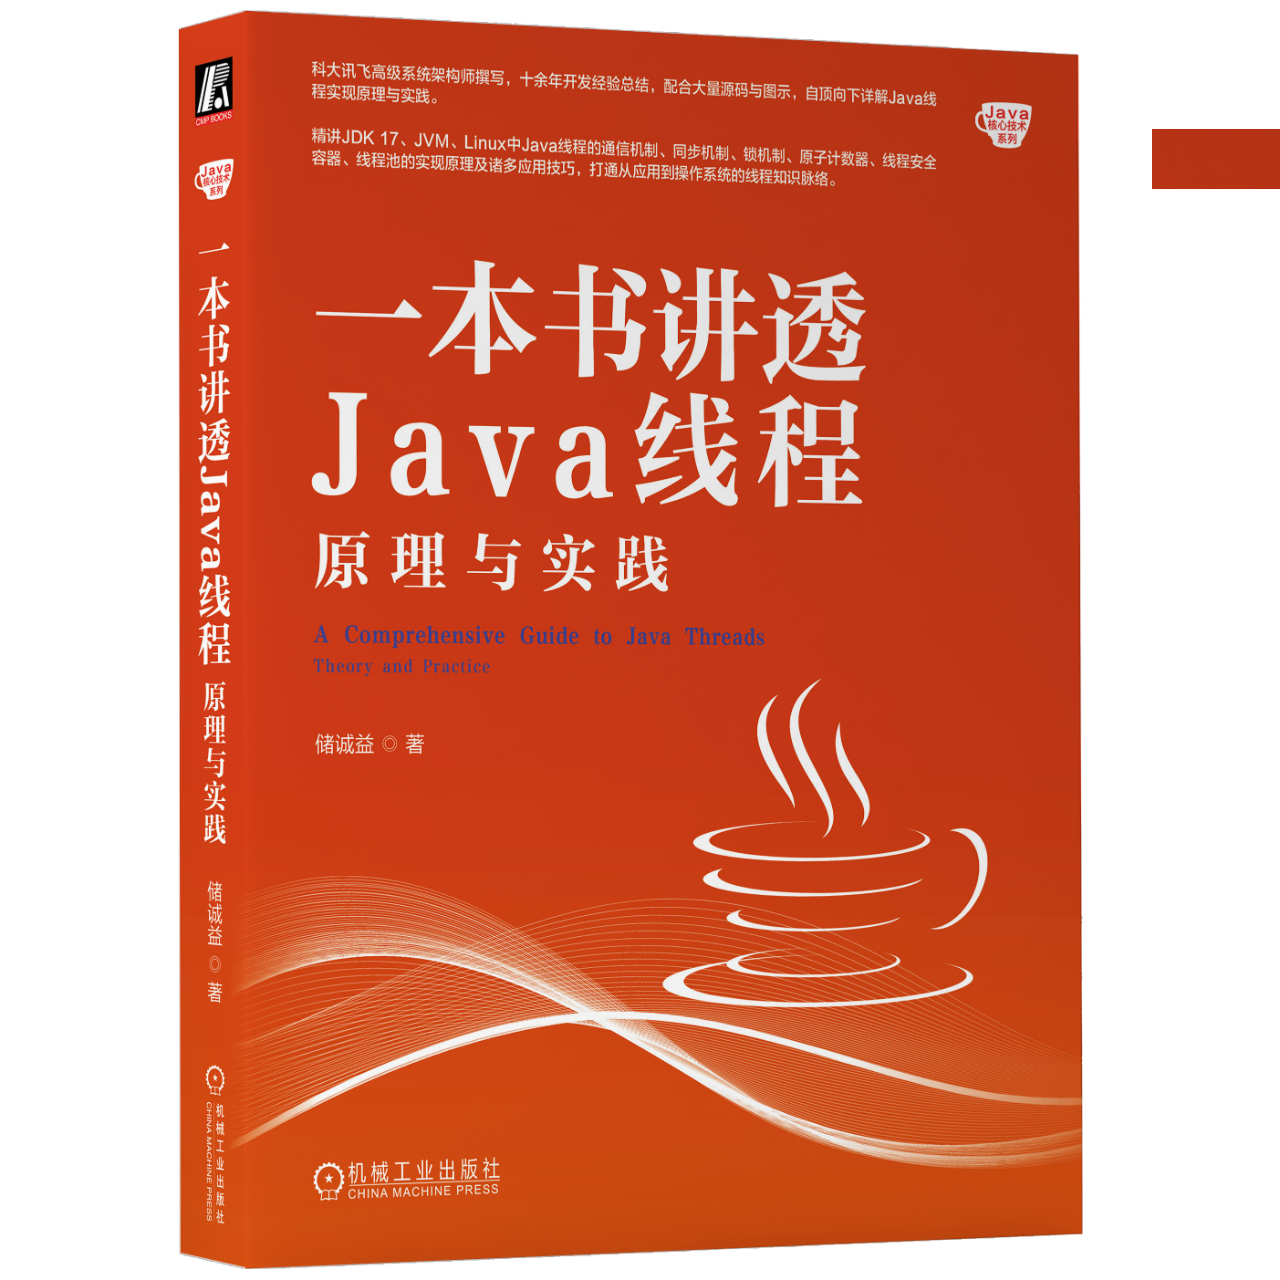 CMP BOOKS
Java
核心技术
系列
一本书讲透Java线程
原理与实践
储诚益 ◎ 著
机械工业出版社
CHINA MACHINE PRESS
科大讯飞高级系统架构师撰写，十余年开发经验总结，配合大量源码与图示，自顶向下详解Java线
程实现原理与实践。
精讲JDK 17、JVM、Linux中Java线程的通信机制、同步机制、锁机制、原子计数器、线程安全
容器、线程池的实现原理及诸多应用技巧，打通从应用到操作系统的线程知识脉络。
Java
核心技术
系列
一本书讲透
Java线程
原理与实践
A Comprehensive Guide to Java Threads
Theory and Practice
储诚益 ◎ 著
机械工业出版社
CHINA MACHINE PRESS